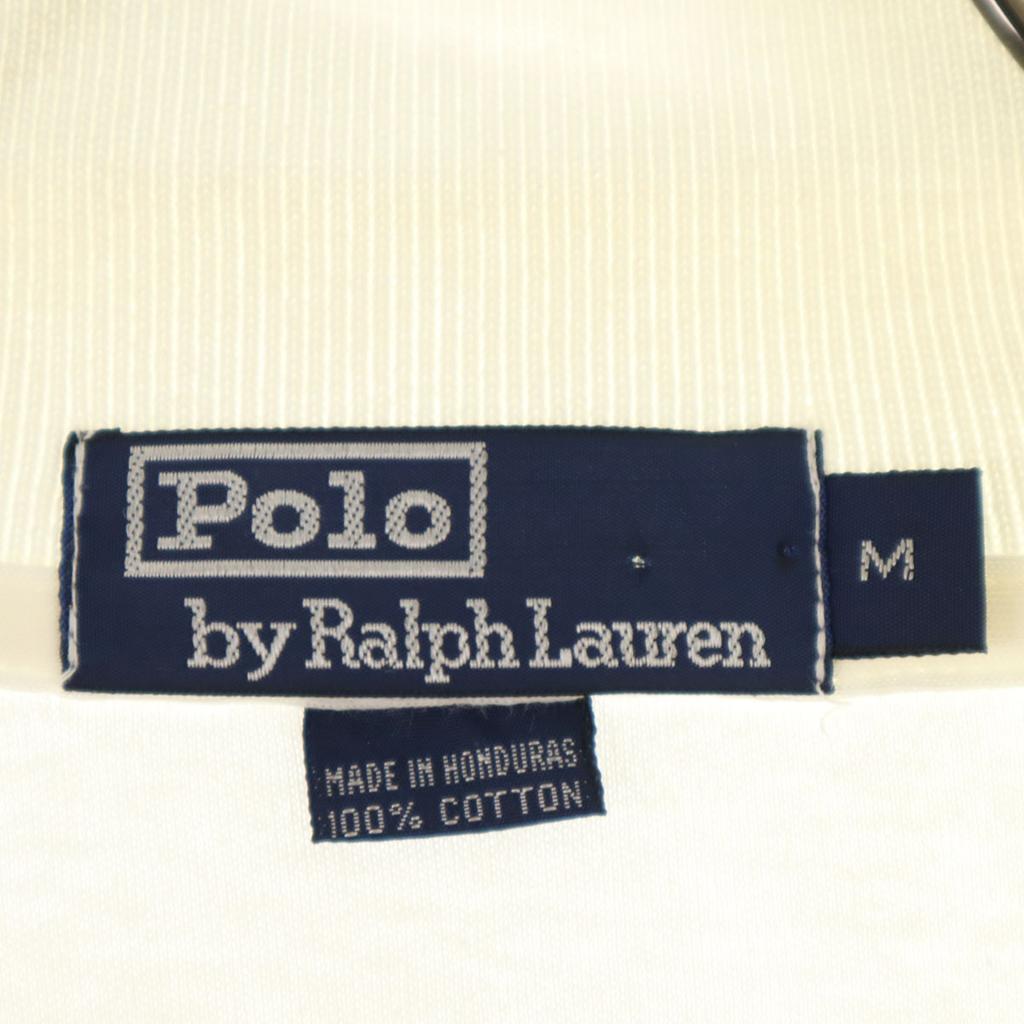 Polo
by Ralph Lauren
M
MADE IN HONDURAS
100% COTTON